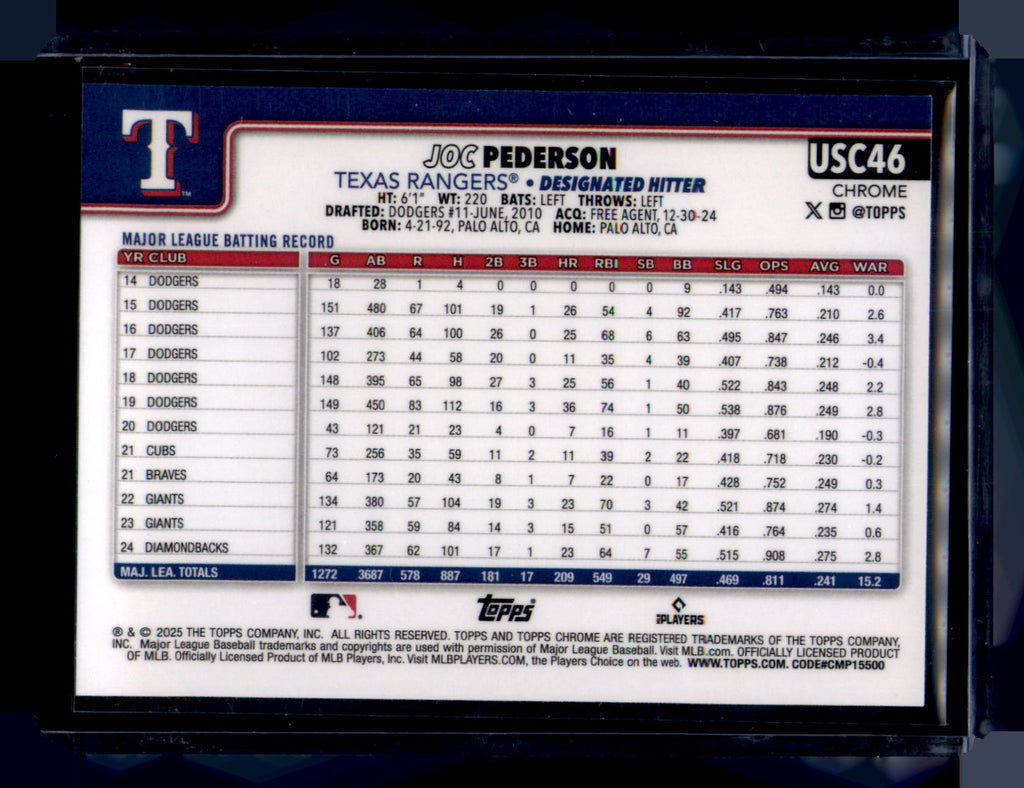 T
TM
JOC PEDERSON
USC46
TEXAS RANGERS® • DESIGNATED HITTER
CHROME
HT: 6'1" WT: 220 BATS: LEFT THROWS: LEFT
X @TOPPS
DRAFTED: DODGERS #11-JUNE, 2010 ACQ: FREE AGENT, 12-30-24
BORN: 4-21-92, PALO ALTO, CA HOME: PALO ALTO, CA
MAJOR LEAGUE BATTING RECORD
YR CLUB G AB R H 2B 3B HR RBI SB BB SLG OPS AVG WAR
14 DODGERS 18 28 1 4 0 0 0 0 0 9 .143 .494 .143 0.0
15 DODGERS 151 480 67 101 19 1 26 54 4 92 .417 .763 .210 2.6
16 DODGERS 137 406 64 100 26 0 25 68 6 63 .495 .847 .246 3.4
17 DODGERS 102 273 44 58 20 0 11 35 4 39 .407 .738 .212 -0.4
18 DODGERS 148 395 65 98 27 3 25 56 1 40 .522 .843 .248 2.2
19 DODGERS 149 450 83 112 16 3 36 74 1 50 .538 .876 .249 2.8
20 DODGERS 43 121 21 23 4 0 7 16 1 11 .397 .681 .190 -0.3
21 CUBS 73 256 35 59 11 2 11 39 2 22 .418 .718 .230 -0.2
21 BRAVES 64 173 20 43 8 1 7 22 0 17 .428 .752 .249 0.3
22 GIANTS 134 380 57 104 19 3 23 70 3 42 .521 .874 .274 1.4
23 GIANTS 121 358 59 84 14 3 15 51 0 57 .416 .764 .235 0.6
24 DIAMONDBACKS 132 367 62 101 17 1 23 64 7 55 .515 .908 .275 2.8
MAJ. LEA. TOTALS 1272 3687 578 887 181 17 209 549 29 497 .469 .811 .241 15.2
Topps®
PLAYERS
® & © 2025 THE TOPPS COMPANY, INC. ALL RIGHTS RESERVED. TOPPS AND TOPPS CHROME ARE REGISTERED TRADEMARKS OF THE TOPPS COMPANY,
INC. Major League Baseball trademarks and copyrights are used with permission of Major League Baseball. Visit MLB.com. OFFICIALLY LICENSED PRODUCT
OF MLB. Officially Licensed Product of MLB Players, Inc. Visit MLBPLAYERS.COM, the Players Choice on the web. WWW.TOPPS.COM. CODE#CMP15500